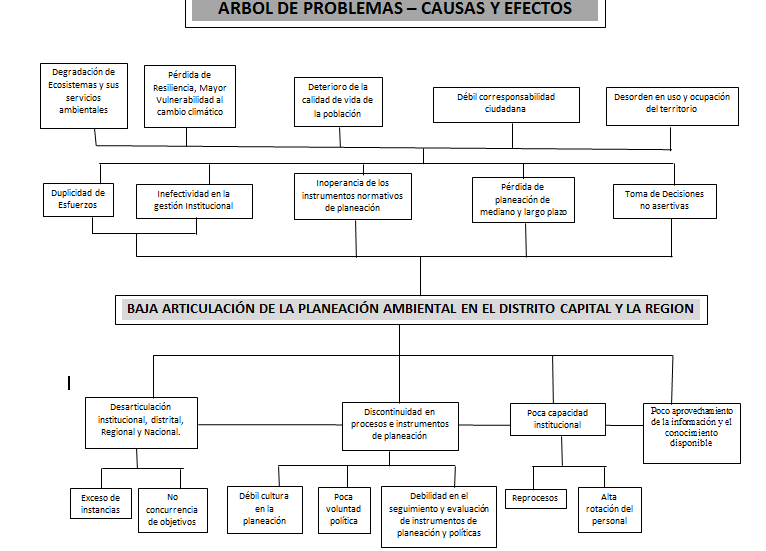 ARBOL DE PROBLEMAS – CAUSAS Y EFECTOS
Degradación de
Ecosistemas y sus
servicios
ambientales
Pérdida de
Resiliencia, Mayor
Vulnerabilidad al
cambio climático
Deterioro de la
calidad de vida de
la población
Débil corresponsabilidad
ciudadana
Desorden en uso y ocupación
del territorio
Duplicidad de
Esfuerzos
Inefectividad en la
gestión Institucional
Inoperancia de los
instrumentos normativos
de planeación
Pérdida de
planeación de
mediano y largo plazo
Toma de Decisiones
no asertivas
BAJA ARTICULACIÓN DE LA PLANEACIÓN AMBIENTAL EN EL DISTRITO CAPITAL Y LA REGION
Desarticulación
institucional, distrital,
Regional y Nacional.
Discontinuidad en
procesos e instrumentos
de planeación
Poca capacidad
institucional
Poco aprovechamiento
de la información y el
conocimiento
disponible
Exceso de
instancias
No
concurrencia
de objetivos
Débil cultura
en la
planeación
Poca
voluntad
política
Debilidad en el
seguimiento y evaluación
de instrumentos de
planeación y políticas
Reprocesos
Alta
rotación del
personal